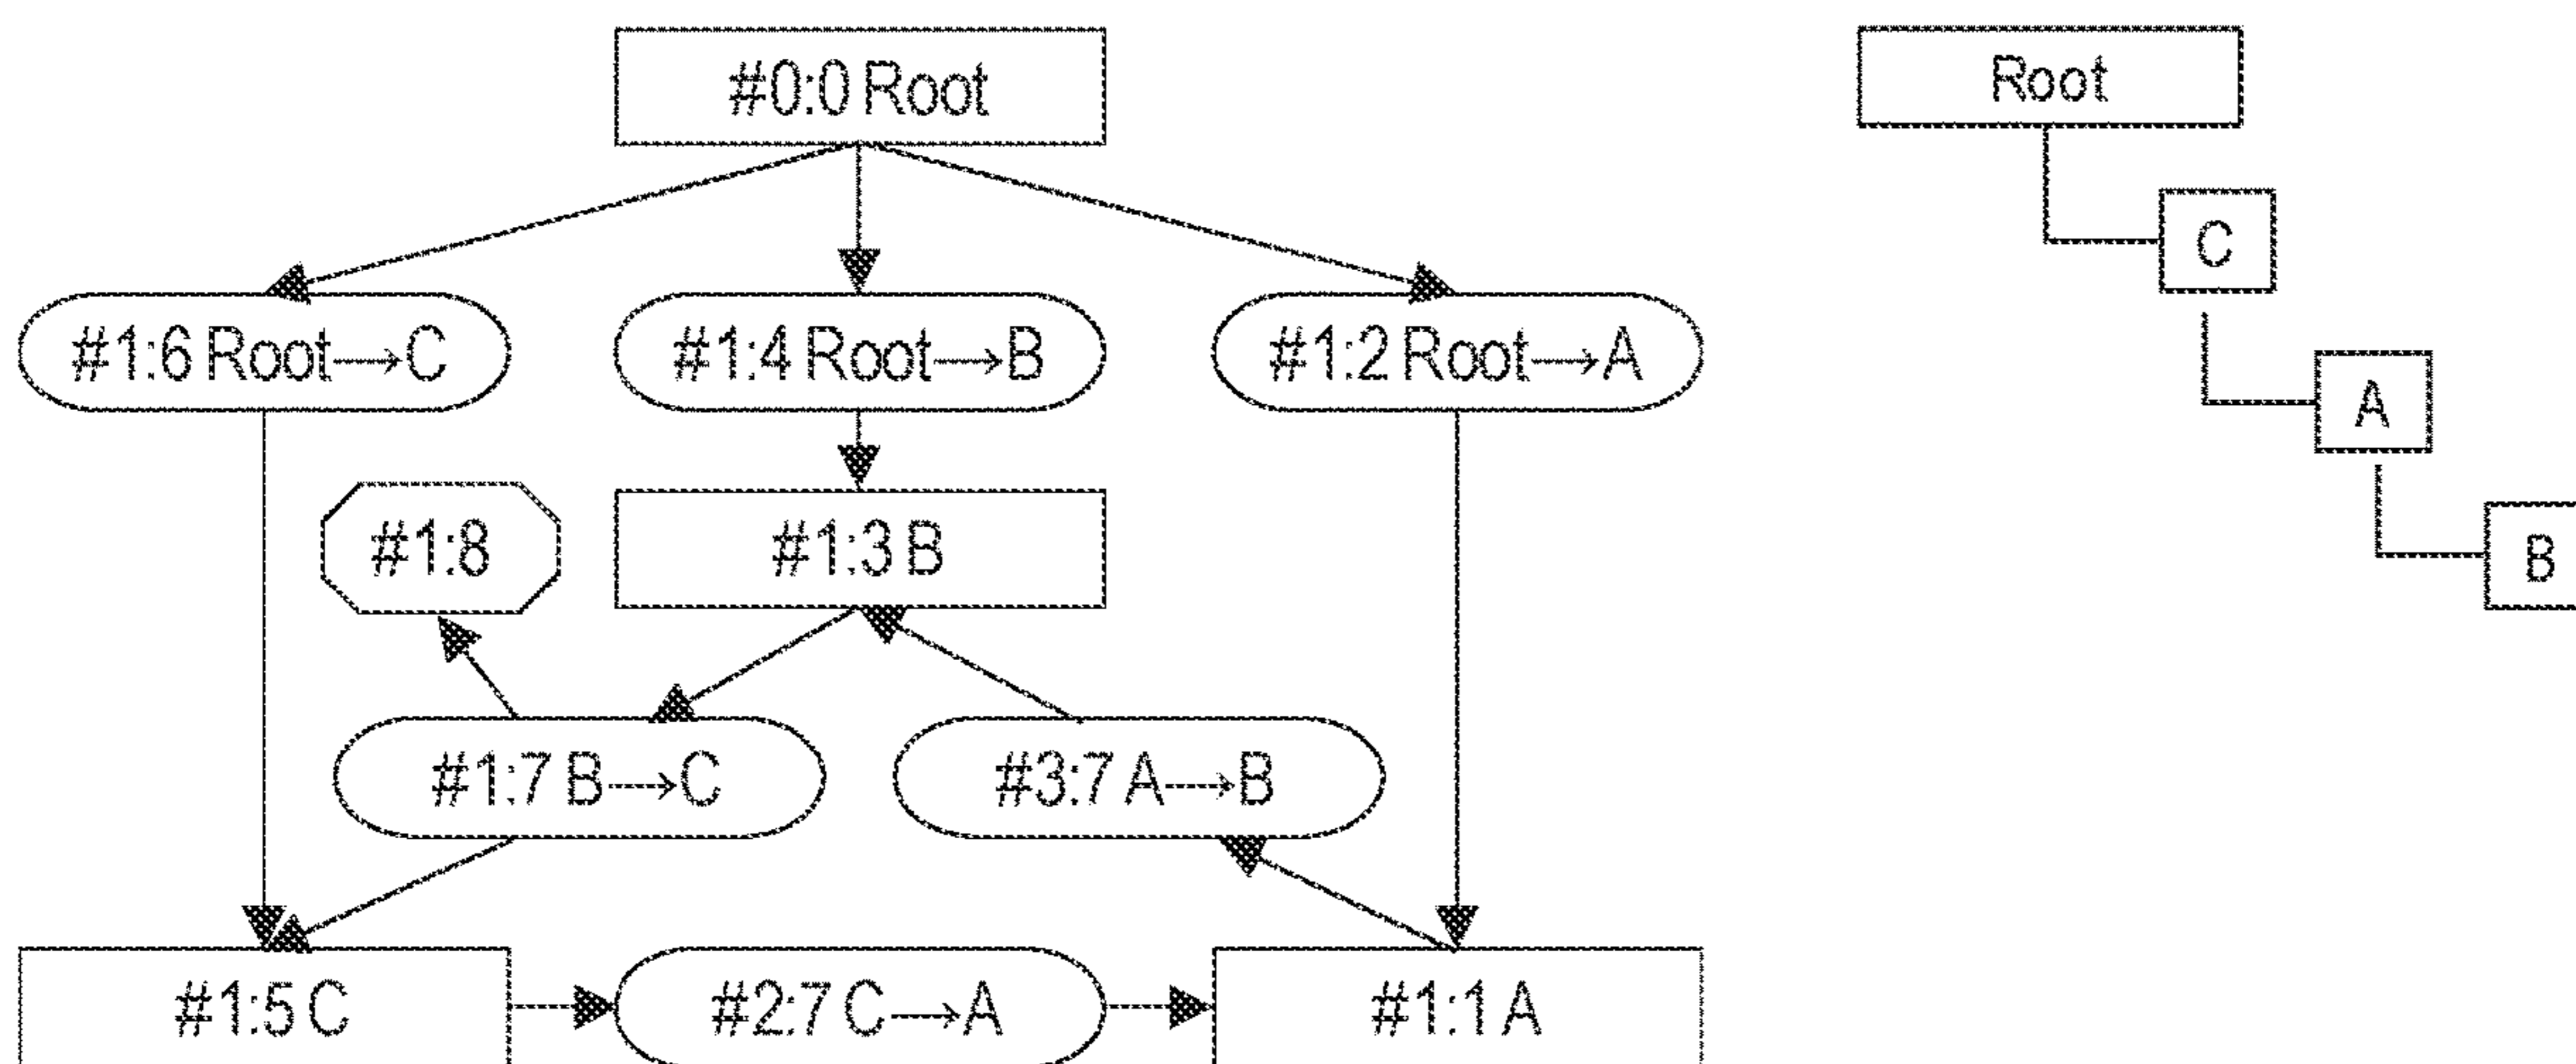 #0:0 Root
Root
C
#1:6 Root→C
#1:4 Root→B
#1:2 Root→A
A
#1:8
#1:3 B
B
#1:7 B→C
#3:7 A→B
#1:5 C
#2:7 C→A
#1:1 A